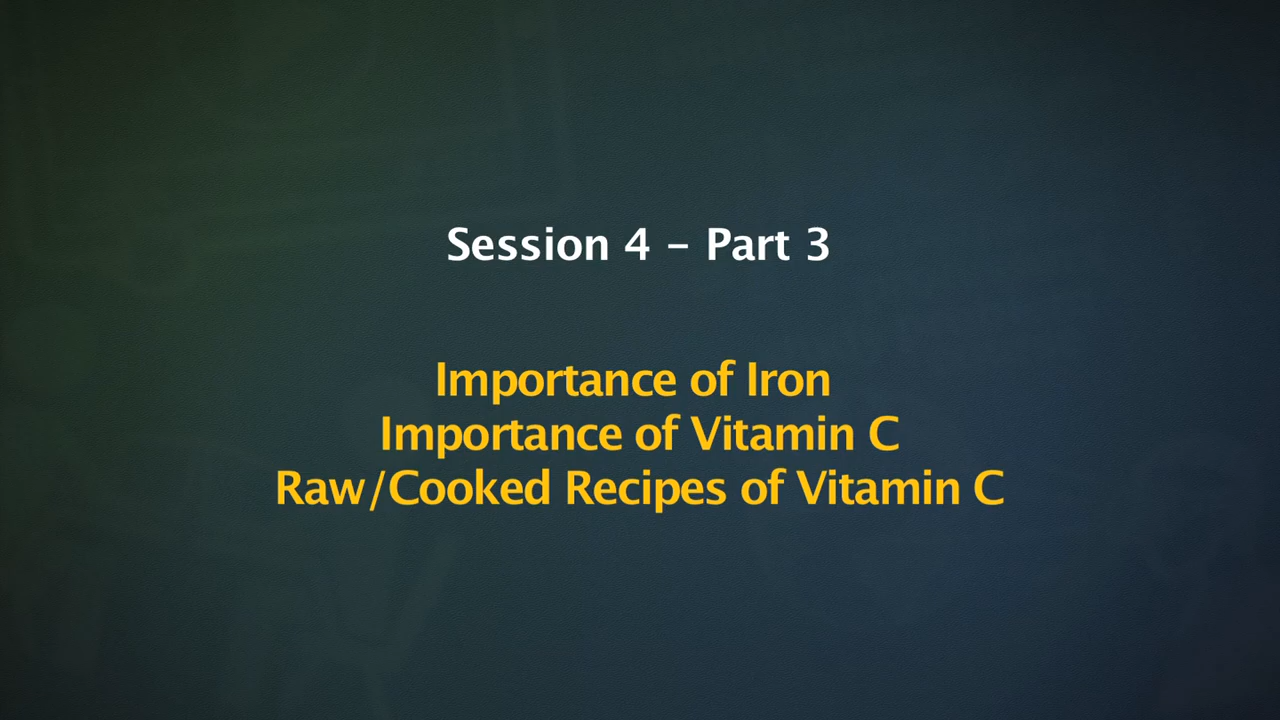 Session 4 – Part 3
Importance of Iron
Importance of Vitamin C
Raw/Cooked Recipes of Vitamin C